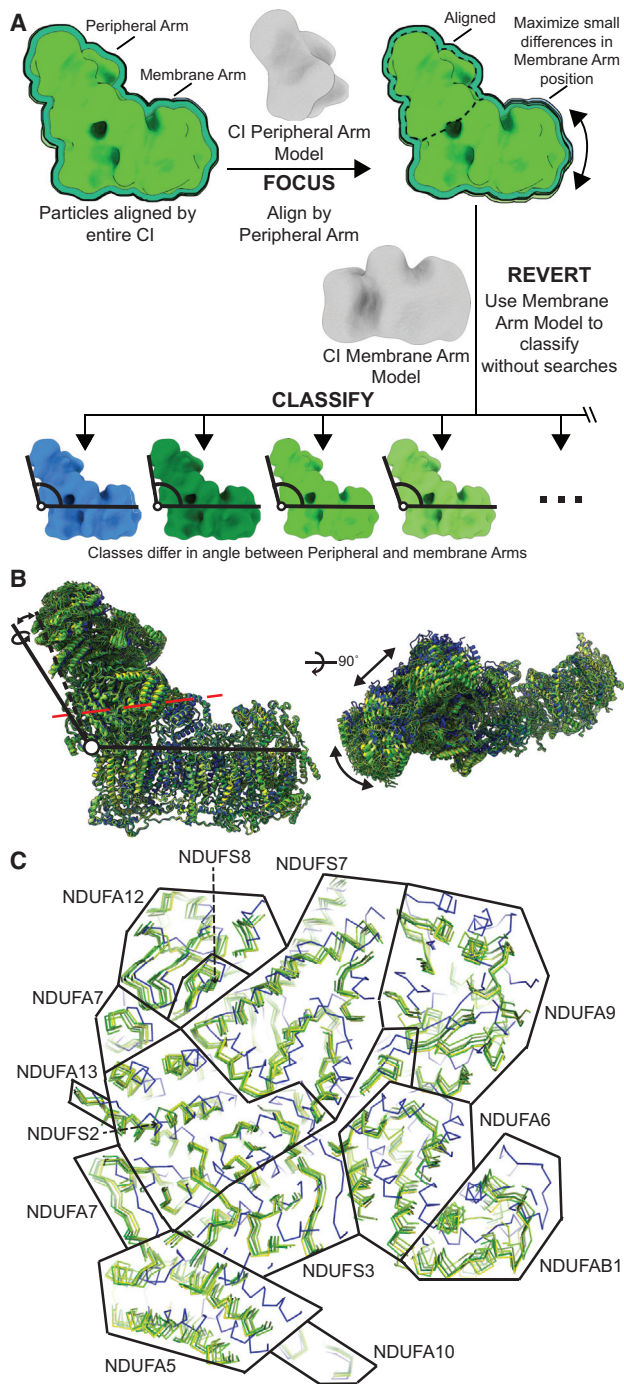 A
Peripheral Arm
Membrane Arm
Particles aligned by
entire CI
CI Peripheral Arm
Model
FOCUS
Align by
Peripheral Arm
Aligned
Maximize small
differences in
Membrane Arm
position
CI Membrane Arm
Model
REVERT
Use Membrane
Arm Model to
classify
without searches
CLASSIFY
Classes differ in angle between Peripheral and membrane Arms
B
90°
C
NDUFS8
NDUFS7
NDUFA12
NDUFA7
NDUFA9
NDUFA13
NDUFS2
NDUFA6
NDUFA7
NDUFS3
NDUFAB1
NDUFA5
NDUFA10